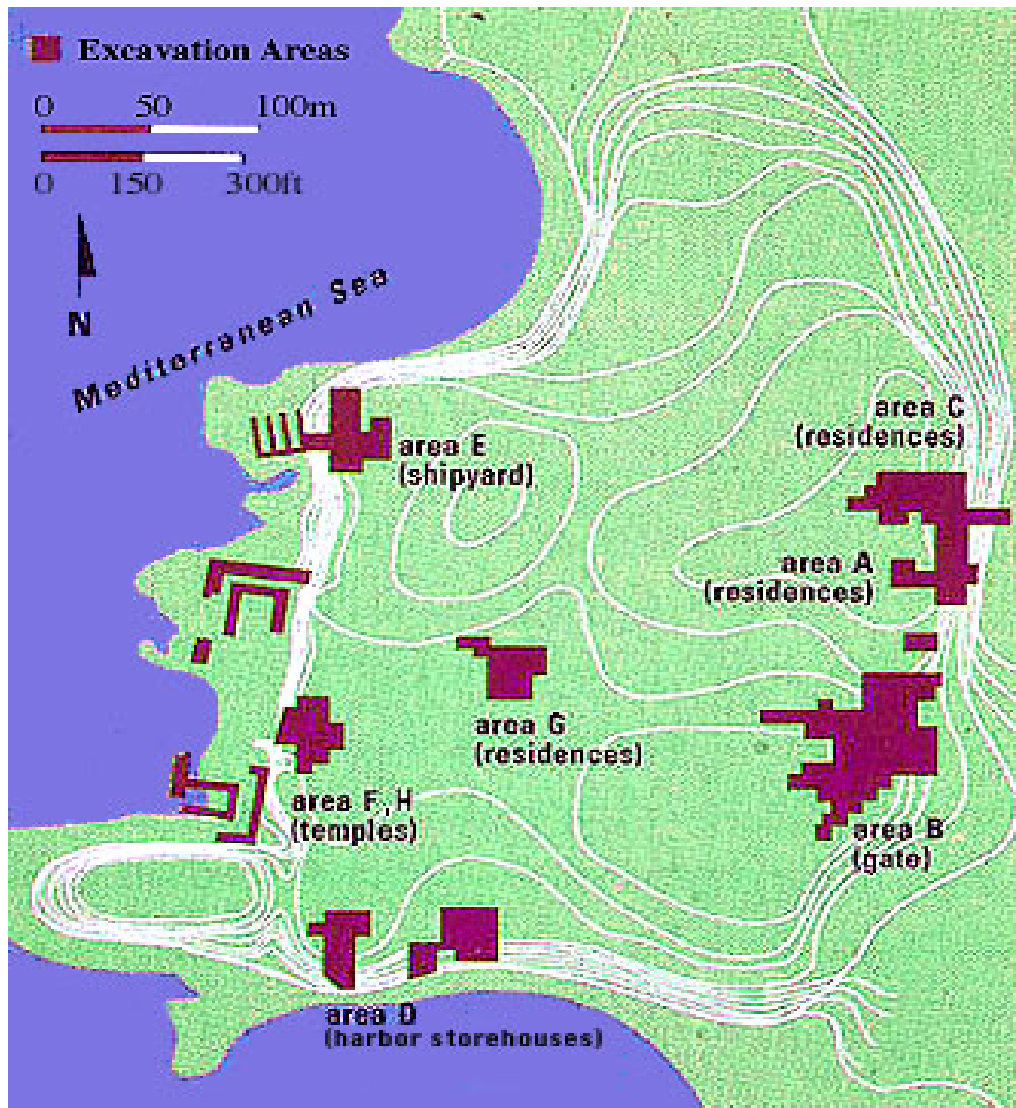 Excavation Areas
0 50 100m
0 150 300ft
N
Mediterranean Sea
area C
(residences)
area E
(shipyard)
area A
(residences)
area G
(residences)
area F, H
(temples)
area B
(gate)
area D
(harbor storehouses)